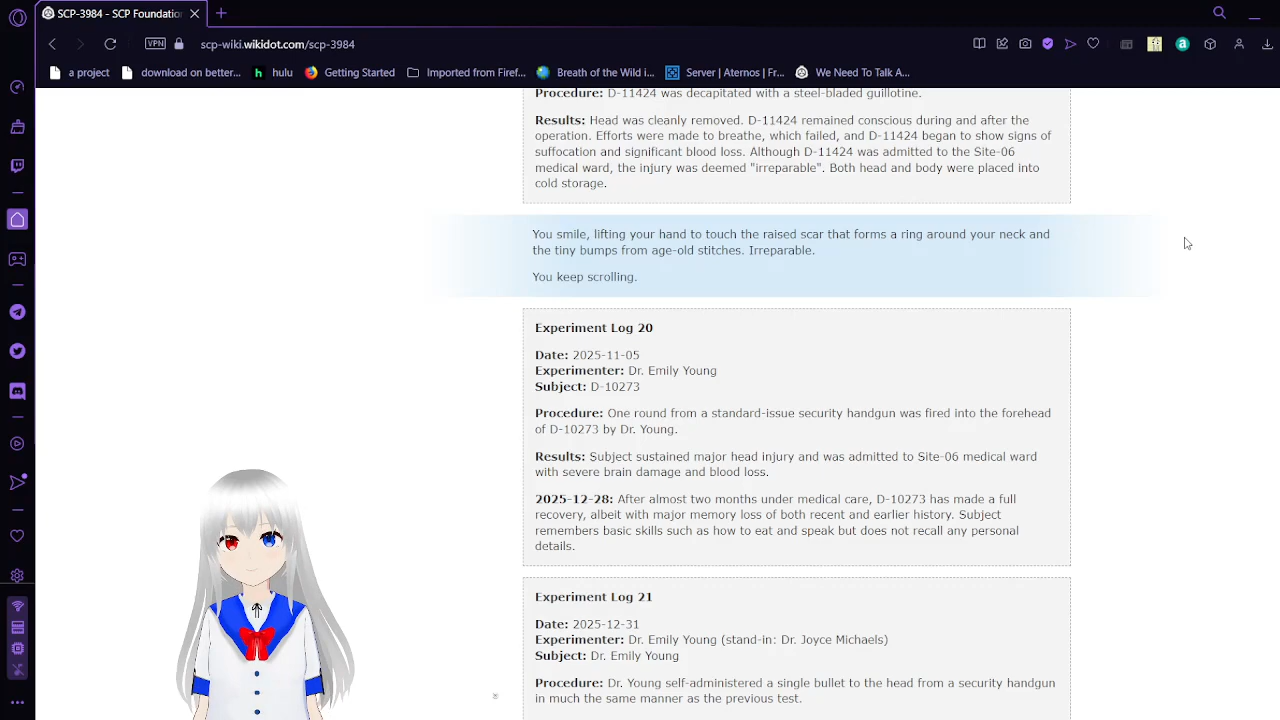 SCP-3984 - SCP Foundation
VPN
scp-wiki.wikidot.com/scp-3984
a project
download on better...
hulu
Getting Started
Imported from Firef...
Breath of the Wild i...
Server | Aternos | Fr...
We Need To Talk A...
Procedure: D-11424 was decapitated with a steel-bladed guillotine.
Results: Head was cleanly removed. D-11424 remained conscious during and after the
operation. Efforts were made to breathe, which failed, and D-11424 began to show signs of
suffocation and significant blood loss. Although D-11424 was admitted to the Site-06
medical ward, the injury was deemed "irreparable". Both head and body were placed into
cold storage.
You smile, lifting your hand to touch the raised scar that forms a ring around your neck and
the tiny bumps from age-old stitches. Irreparable.
You keep scrolling.
Experiment Log 20
Date: 2025-11-05
Experimenter: Dr. Emily Young
Subject: D-10273
Procedure: One round from a standard-issue security handgun was fired into the forehead
of D-10273 by Dr. Young.
Results: Subject sustained major head injury and was admitted to Site-06 medical ward
with severe brain damage and blood loss.
2025-12-28: After almost two months under medical care, D-10273 has made a full
recovery, albeit with major memory loss of both recent and earlier history. Subject
remembers basic skills such as how to eat and speak but does not recall any personal
details.
Experiment Log 21
Date: 2025-12-31
Experimenter: Dr. Emily Young (stand-in: Dr. Joyce Michaels)
Subject: Dr. Emily Young
Procedure: Dr. Young self-administered a single bullet to the head from a security handgun
in much the same manner as the previous test.